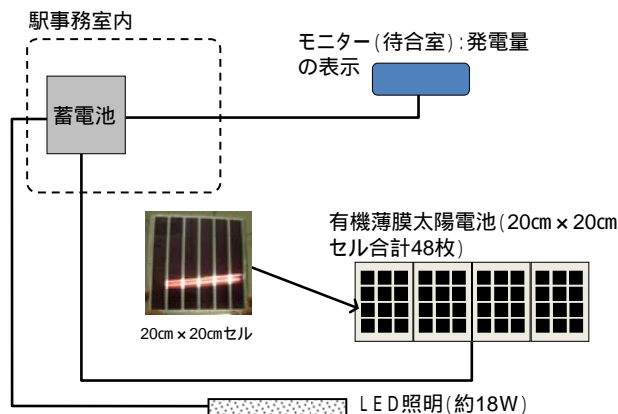 駅事務室内
モニター(待合室):発電量
の表示
蓄電池
有機薄膜太陽電池(20㎝×20㎝
セル合計48枚)
20㎝×20㎝セル
LED照明(約18W)